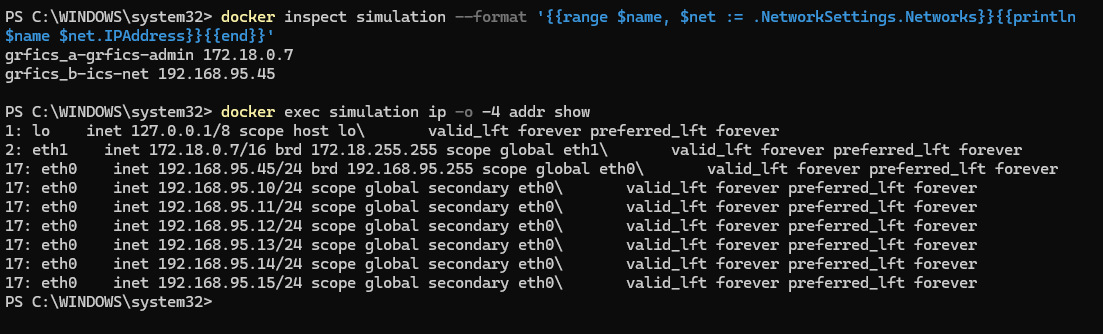 PS C:\WINDOWS\system32> docker inspect simulation --format '{{range $name, $net := .NetworkSettings.Networks}}{{println
$name $net.IPAddress}}{{end}}'
grfics_a-grfics-admin 172.18.0.7
grfics_b-ics-net 192.168.95.45
PS C:\WINDOWS\system32> docker exec simulation ip -o -4 addr show
1: lo    inet 127.0.0.1/8 scope host lo\       valid_lft forever preferred_lft forever
2: eth1    inet 172.18.0.7/16 brd 172.18.255.255 scope global eth1\       valid_lft forever preferred_lft forever
17: eth0    inet 192.168.95.45/24 brd 192.168.95.255 scope global eth0\       valid_lft forever preferred_lft forever
17: eth0    inet 192.168.95.10/24 scope global secondary eth0\       valid_lft forever preferred_lft forever
17: eth0    inet 192.168.95.11/24 scope global secondary eth0\       valid_lft forever preferred_lft forever
17: eth0    inet 192.168.95.12/24 scope global secondary eth0\       valid_lft forever preferred_lft forever
17: eth0    inet 192.168.95.13/24 scope global secondary eth0\       valid_lft forever preferred_lft forever
17: eth0    inet 192.168.95.14/24 scope global secondary eth0\       valid_lft forever preferred_lft forever
17: eth0    inet 192.168.95.15/24 scope global secondary eth0\       valid_lft forever preferred_lft forever
PS C:\WINDOWS\system32>